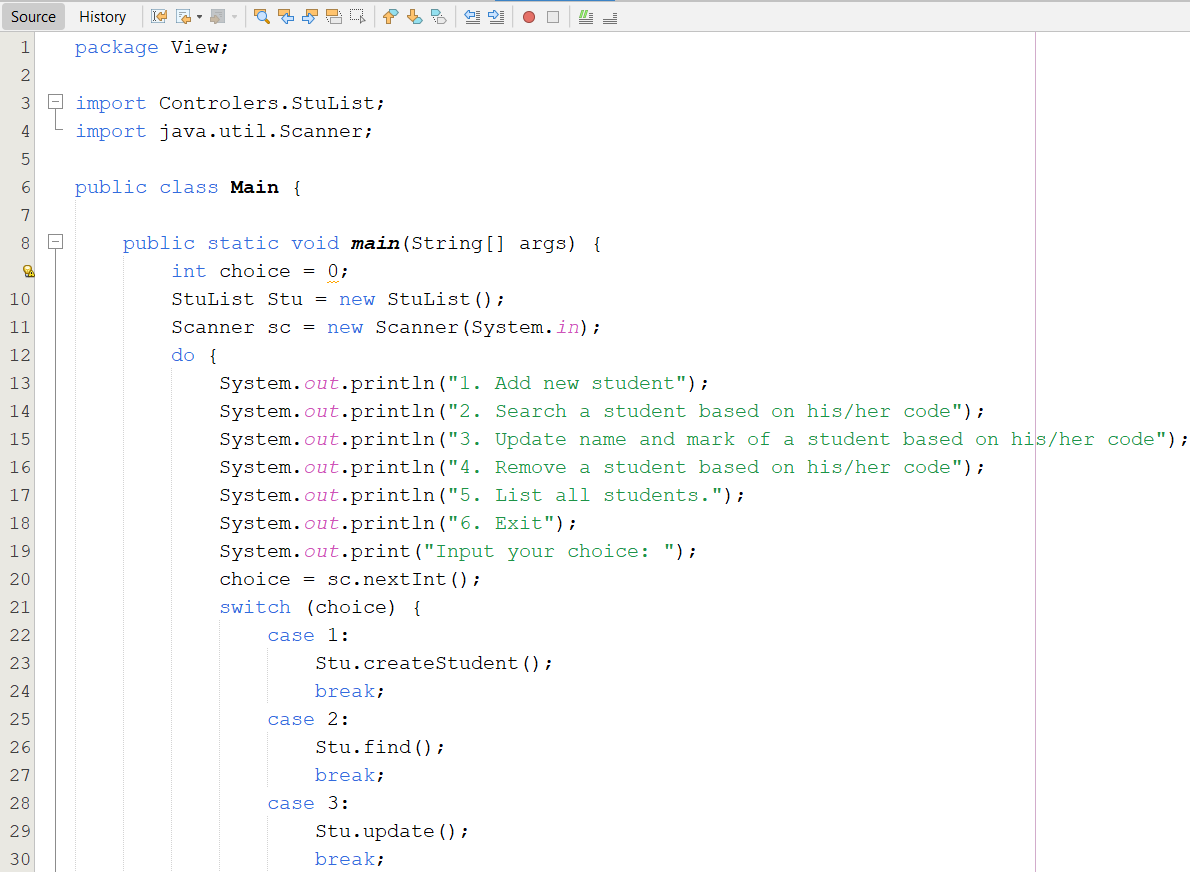 Source History
1 package View;
2
3 import Controlers.StuList;
4 import java.util.Scanner;
5
6 public class Main {
7
8 public static void main(String[] args) {
int choice = 0;
10 StuList Stu = new StuList();
11 Scanner sc = new Scanner(System.in);
12 do {
13 System.out.println("1. Add new student");
14 System.out.println("2. Search a student based on his/her code");
15 System.out.println("3. Update name and mark of a student based on his/her code");
16 System.out.println("4. Remove a student based on his/her code");
17 System.out.println("5. List all students.");
18 System.out.println("6. Exit");
19 System.out.print("Input your choice: ");
20 choice = sc.nextInt();
21 switch (choice) {
22 case 1:
23 Stu.createStudent();
24 break;
25 case 2:
26 Stu.find();
27 break;
28 case 3:
29 Stu.update();
30 break;